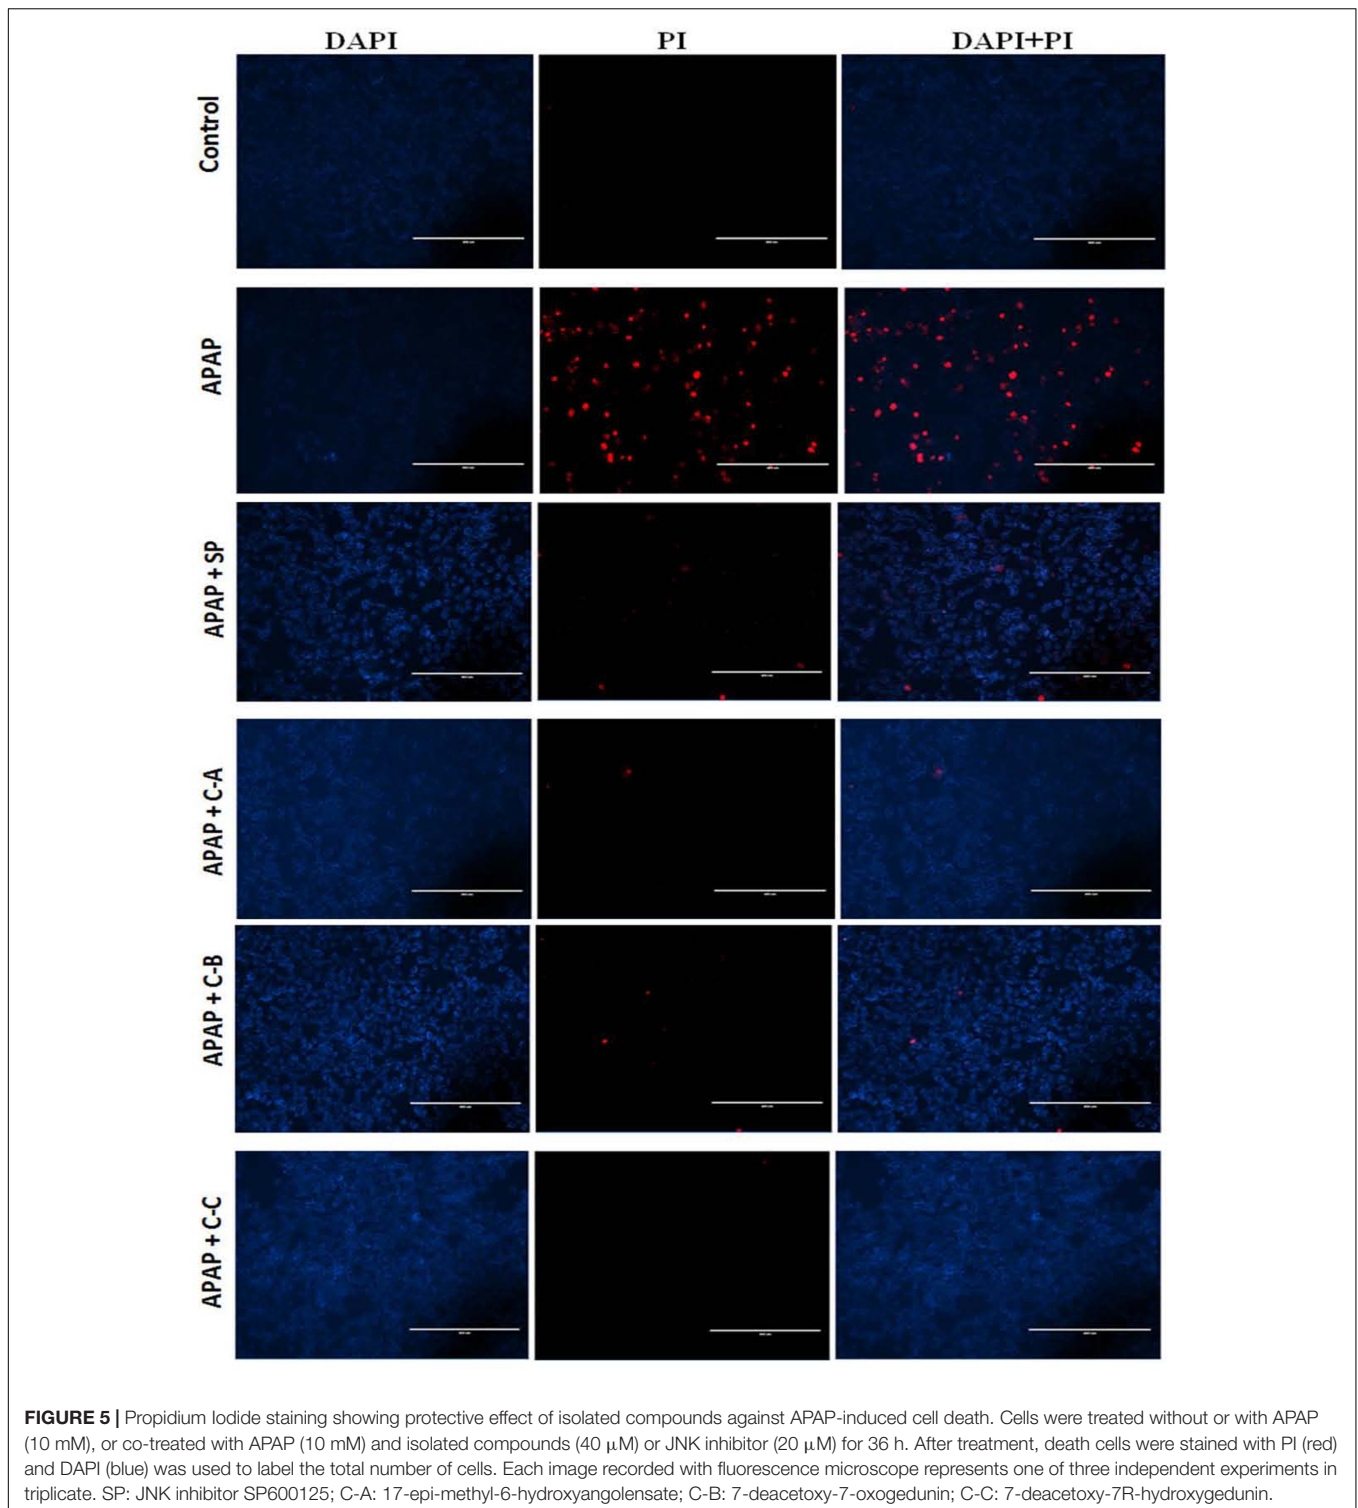 DAPI PI DAPI+PI
Control
APAP
APAP + SP
APAP + C-A
APAP + C-B
APAP + C-C
FIGURE 5 | Propidium Iodide staining showing protective effect of isolated compounds against APAP-induced cell death. Cells were treated without or with APAP
(10 mM), or co-treated with APAP (10 mM) and isolated compounds (40 μM) or JNK inhibitor (20 μM) for 36 h. After treatment, death cells were stained with PI (red)
and DAPI (blue) was used to label the total number of cells. Each image recorded with fluorescence microscope represents one of three independent experiments in
triplicate. SP: JNK inhibitor SP600125; C-A: 17-epi-methyl-6-hydroxyangolensate; C-B: 7-deacetoxy-7-oxogedunin; C-C: 7-deacetoxy-7R-hydroxygedunin.